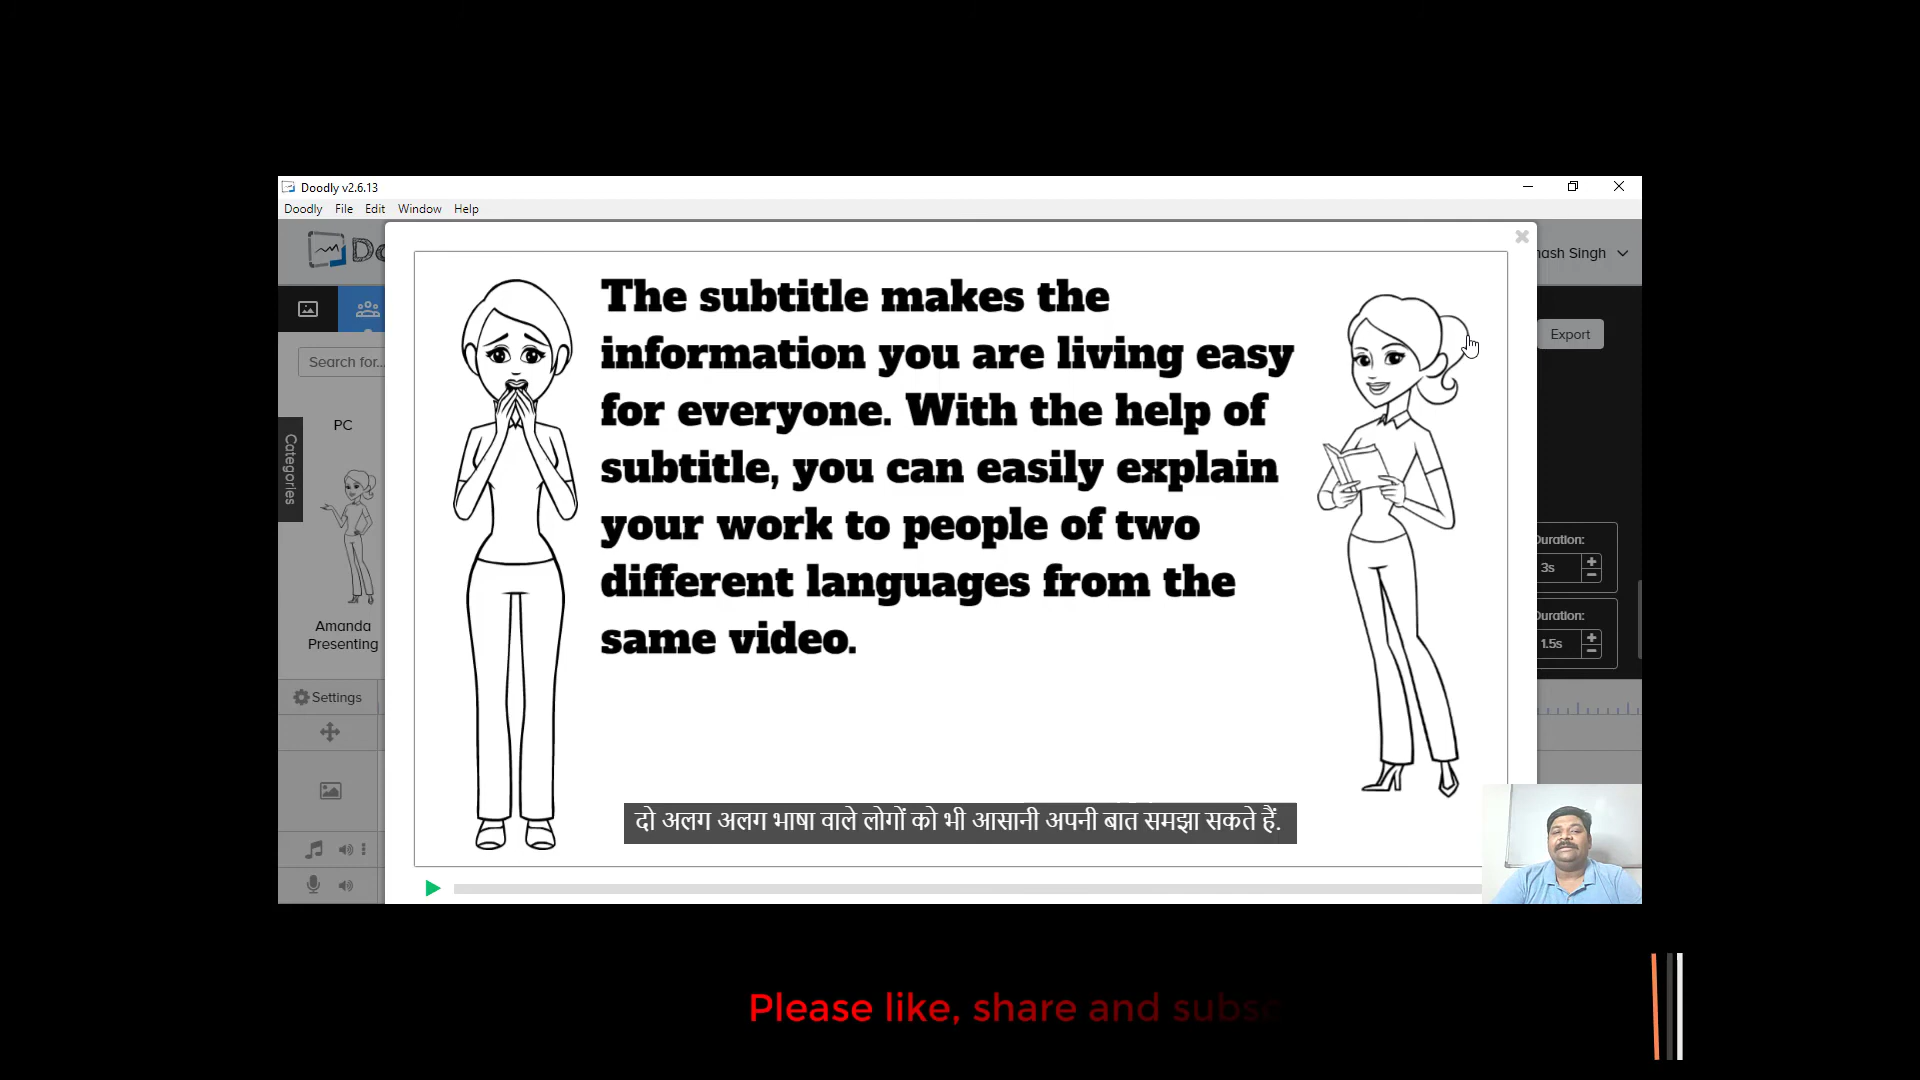 Doodly v2.6.13
Doodly File Edit Window Help
hash Singh
Export
Search for...
Categories
PC
Amanda
Presenting
The subtitle makes the
information you are living easy
for everyone. With the help of
subtitle, you can easily explain
your work to people of two
different languages from the
same video.
Duration:
3s
Duration:
1.5s
Settings
दो अलग अलग भाषा वाले लोगों को भी आसानी अपनी बात समझा सकते हैं.
Please like, share and subsc